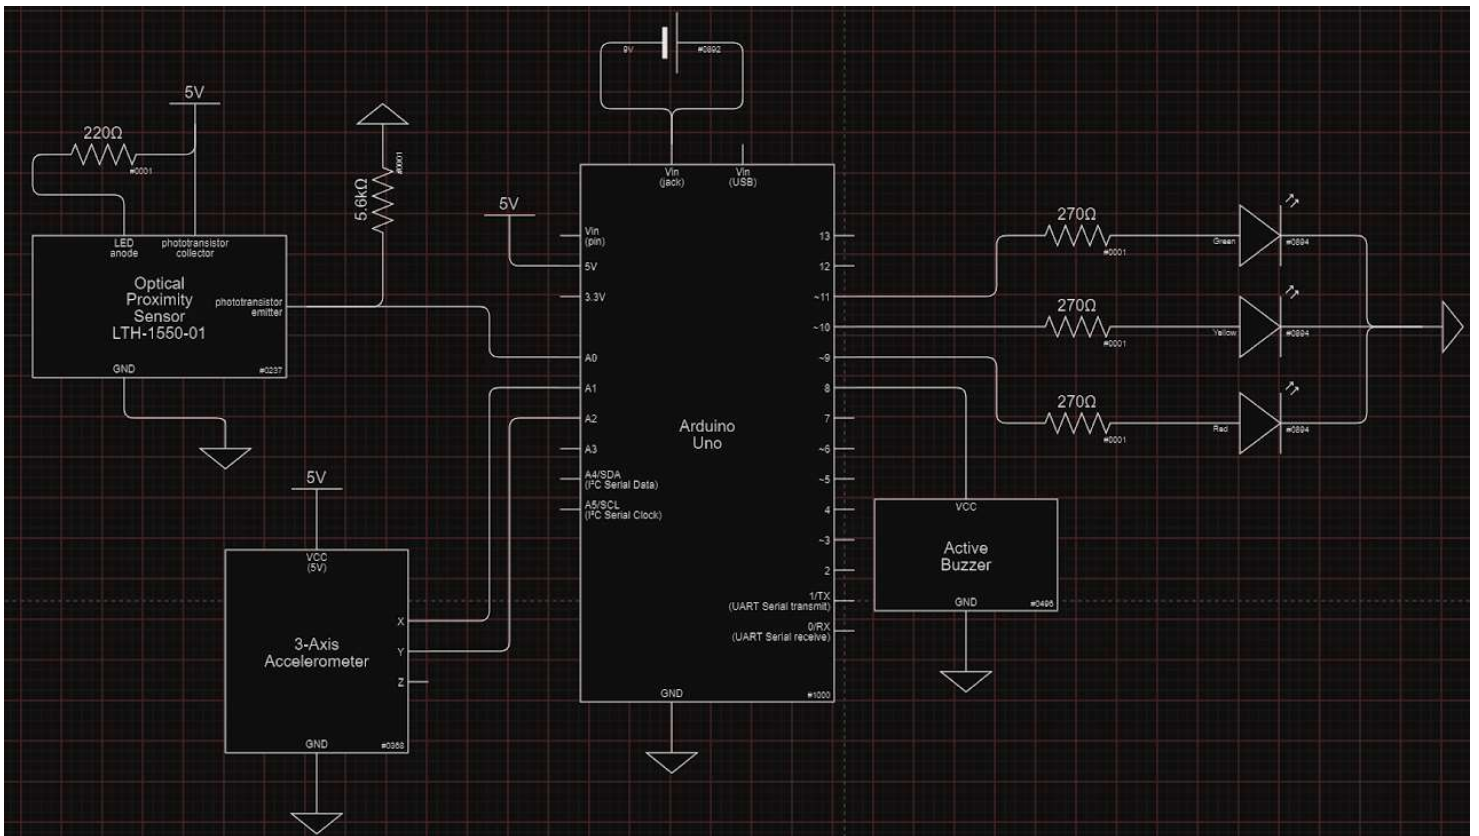 9V
#0892
5V
220Ω
#0001
5.6kΩ
#0001
LED
anode
phototransistor
collector
Optical
Proximity
Sensor
LTH-1550-01
phototransistor
emitter
GND
#0237
5V
Vin
(jack)
Vin
(USB)
Vin
(pin)
5V
3.3V
A0
A1
A2
A3
A4/SDA
(I²C Serial Data)
A5/SCL
(I²C Serial Clock)
Arduino
Uno
13
12
~11
~10
~9
8
7
~6
~5
4
~3
2
1/TX
(UART Serial transmit)
0/RX
(UART Serial receive)
GND
#1000
270Ω
#0001
Green
#0894
270Ω
#0001
Yellow
#0894
270Ω
#0001
Red
#0894
VCC
Active
Buzzer
GND
#0496
5V
VCC
(5V)
X
3-Axis
Accelerometer
Y
Z
GND
#0368